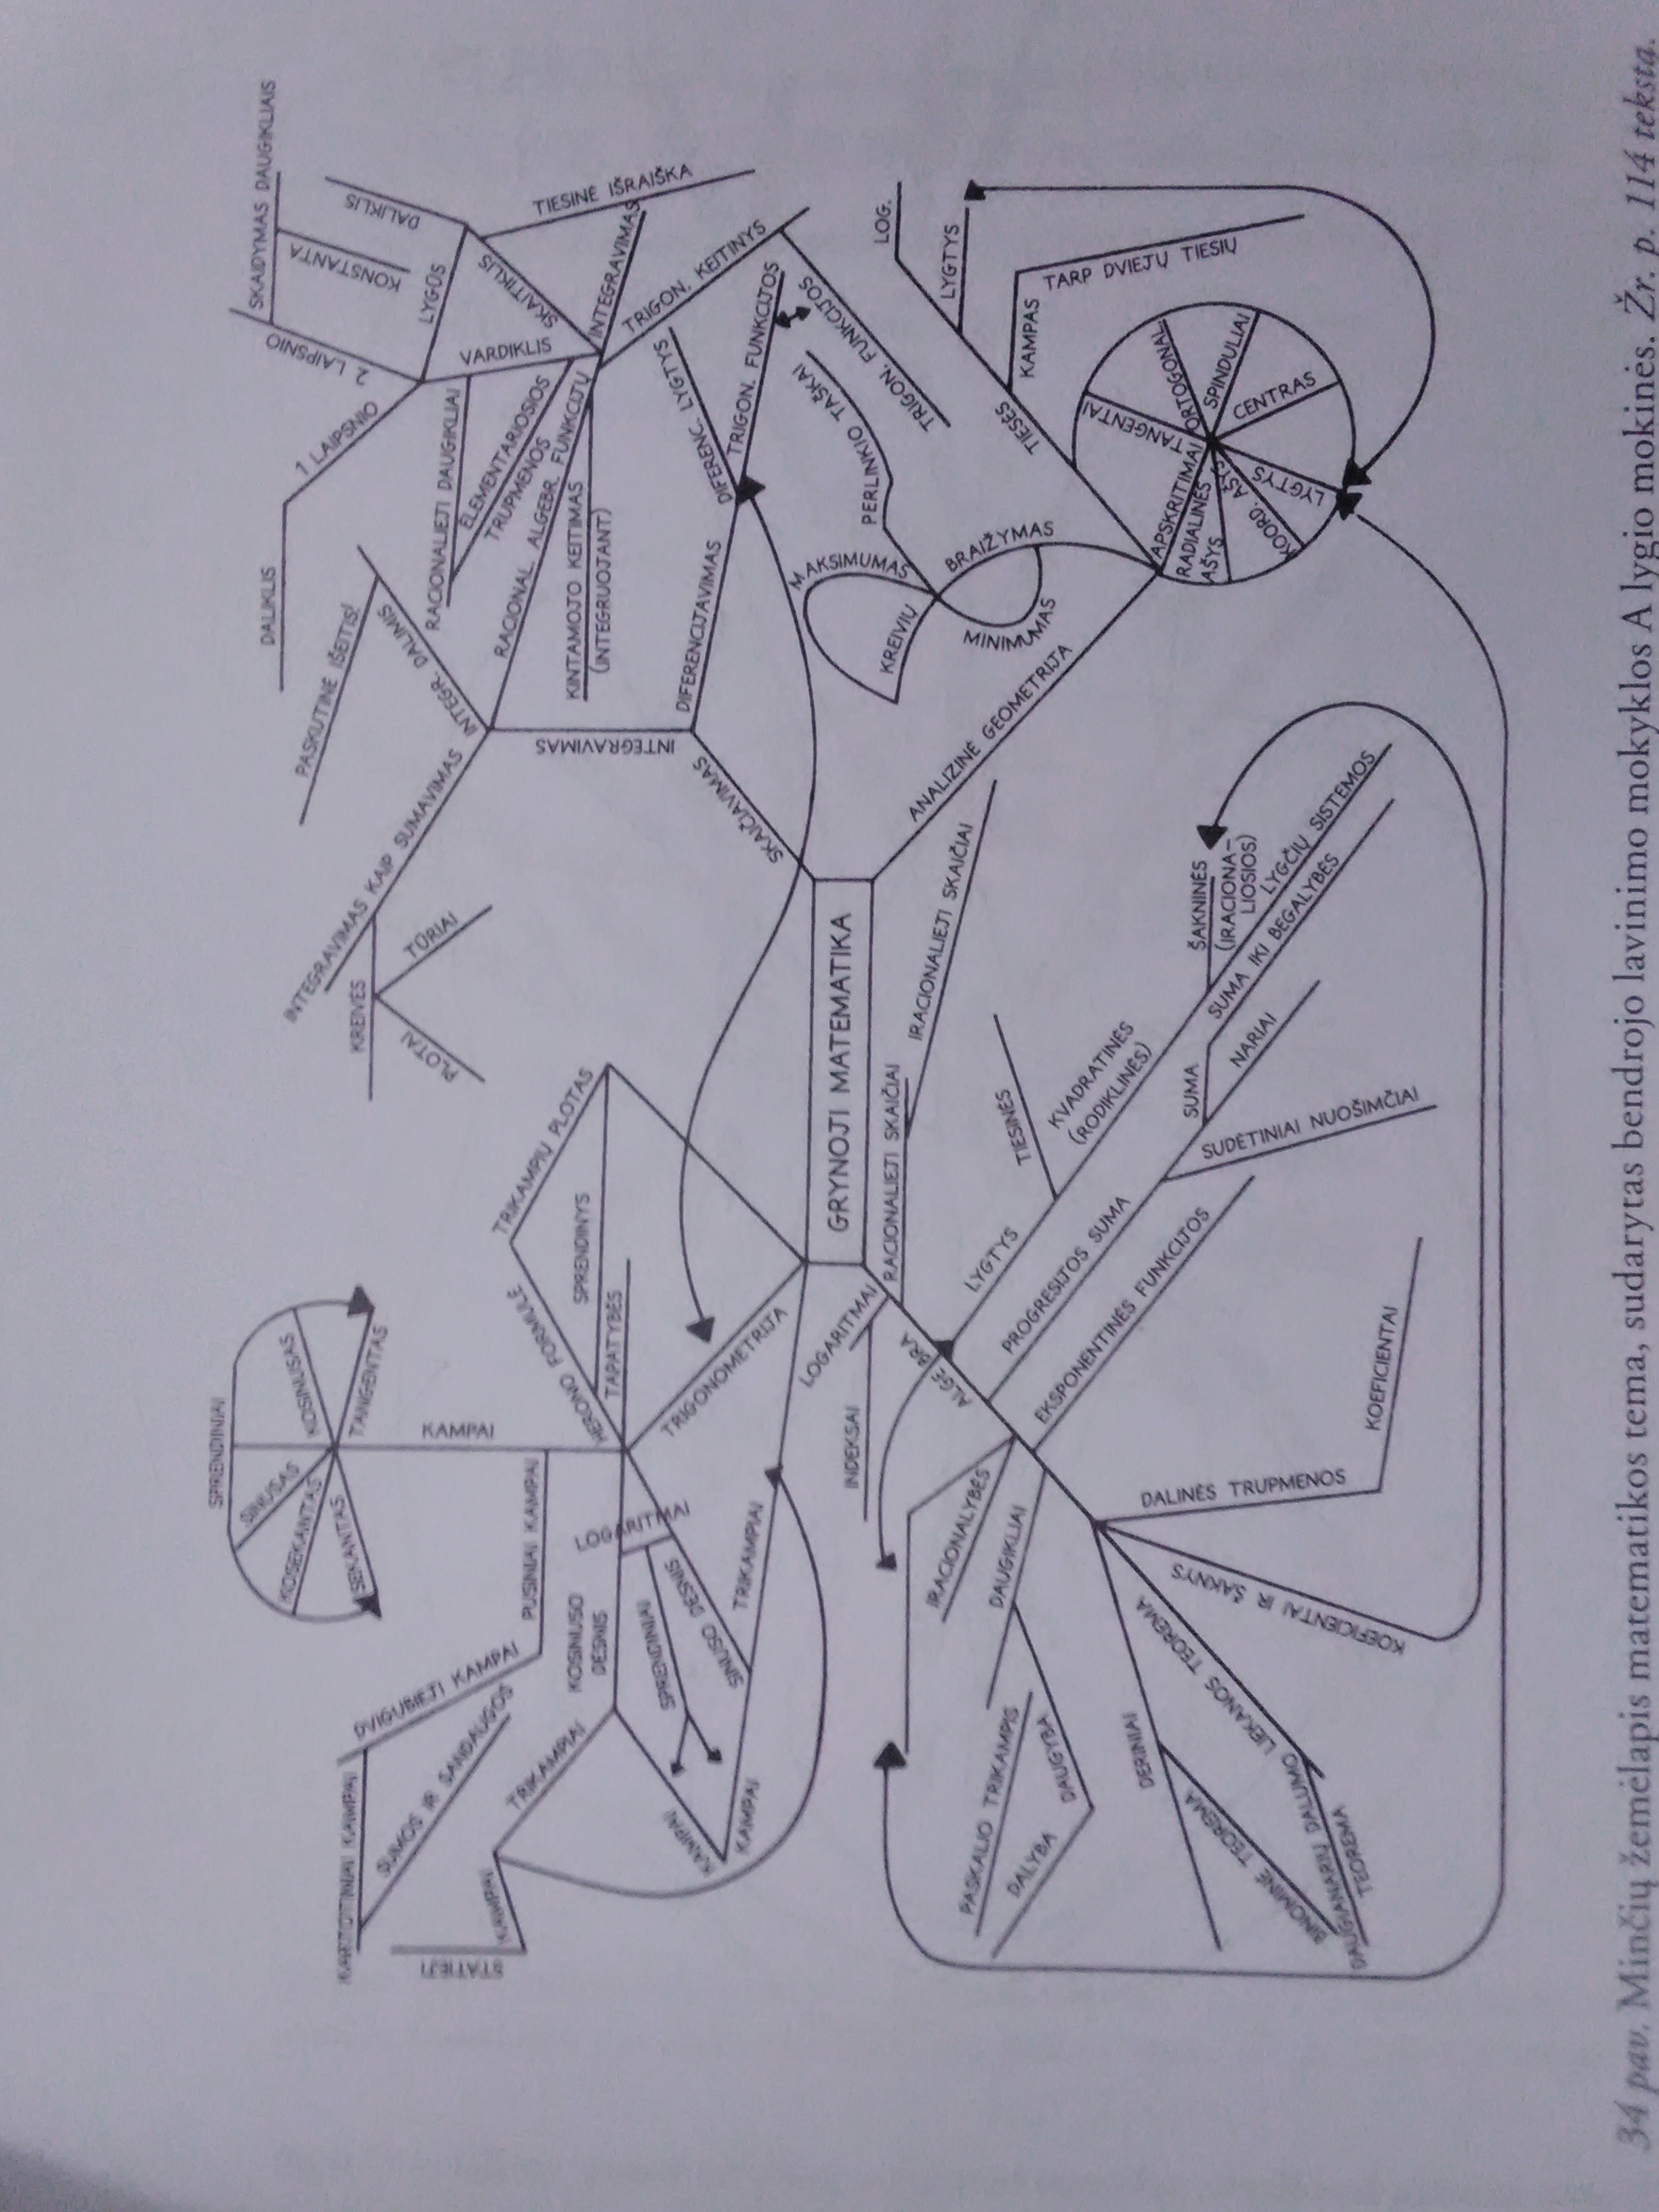 SPRENDINIAI
SINUSAS
KOSEKANTAS
KOSINUSAS
SEKANTAS
TANGENTAS
KAMPAI
KARTOTINIAI KAMPAI
SUMOS IR SANDAUGOS
DVIGUBIEJI KAMPAI
PUSINIAI KAMPAI
STATIEJI
KAMPAI
TRIKAMPIAI
KOSINUSO
DĖSNIS
LOGARITMAI
HERONO FORMULĖ
TRIKAMPIŲ PLOTAS
SPRENDINYS
TAPATYBĖS
SPRENDINIAI
SINUSO DĖSNIS
KAMPAI
KAMPAI
TRIKAMPIAI
TRIGONOMETRIJA
INTEGRAVIMAS KAIP SUMAVIMAS
KREIVĖS
PLOTAI
TŪRIAI
PASKUTINĖ IŠEITIS!
INTEGR. DALIMIS
DALIKLIS
1 LAIPSNIO
2 LAIPSNIO
SKAIDYMAS DAUGIKLIAIS
KONSTANTA
DALIKLIS
LYGŪS
RACIONALIEJI DAUGIKLIAI
ELEMENTARIOSIOS
TRUPMENOS
VARDIKLIS
SKAITIKLIS
TIESINĖ IŠRAIŠKA
RACIONAL. ALGEBR. FUNKCIJŲ
INTEGRAVIMAS
KINTAMOJO KEITIMAS
(INTEGRUOJANT)
INTEGRAVIMAS
TRIGON. KEITINYS
DIFERENCIJAVIMAS
DIFERENC. LYGTYS
TRIGON. FUNKCIJOS
TRIGON. FUNKCIJOS
SKAIČIAVIMAS
GRYNOJI MATEMATIKA
LOGARITMAI
INDEKSAI
RACIONALIEJI SKAIČIAI
IRACIONALIEJI SKAIČIAI
ALGEBRA
IRACIONALYBĖS
PASKALIO TRIKAMPIS
DALYBA
DAUGYBA
DAUGIKLIAI
LYGTYS
TIESINĖS
KVADRATINĖS
(RODIKLINĖS)
PROGRESIJOS SUMA
EKSPONENTINĖS FUNKCIJOS
DERINIAI
BINOMINĖ TEOREMA
LIEKANOS TEOREMA
DAUGIANARIŲ DALUMO
TEOREMA
KOEFICIENTAI IR ŠAKNYS
DALINĖS TRUPMENOS
KOEFICIENTAI
SUDĖTINIAI NUOŠIMČIAI
SUMA
NARIAI
SUMA IKI BEGALYBĖS
ŠAKNINĖS
(IRACIONA-
LIOSIOS)
LYGČIŲ SISTEMOS
ANALIZINĖ GEOMETRIJA
MAKSIMUMAS
KREIVIŲ
PERLINKIO TAŠKAI
MINIMUMAS
BRAIŽYMAS
LOG.
LYGTYS
TIESĖS
KAMPAS
TARP DVIEJŲ TIESIŲ
APSKRITIMAI
TANGENTAI
ORTOGONAL.
RADIALINĖS
AŠYS
SPINDULIAI
KOORD. AŠYS
LYGTYS
CENTRAS
34 pav. Minčių žemėlapis matematikos tema, sudarytas bendrojo lavinimo mokyklos A lygio mokinės. Žr. p. 114 tekstą.